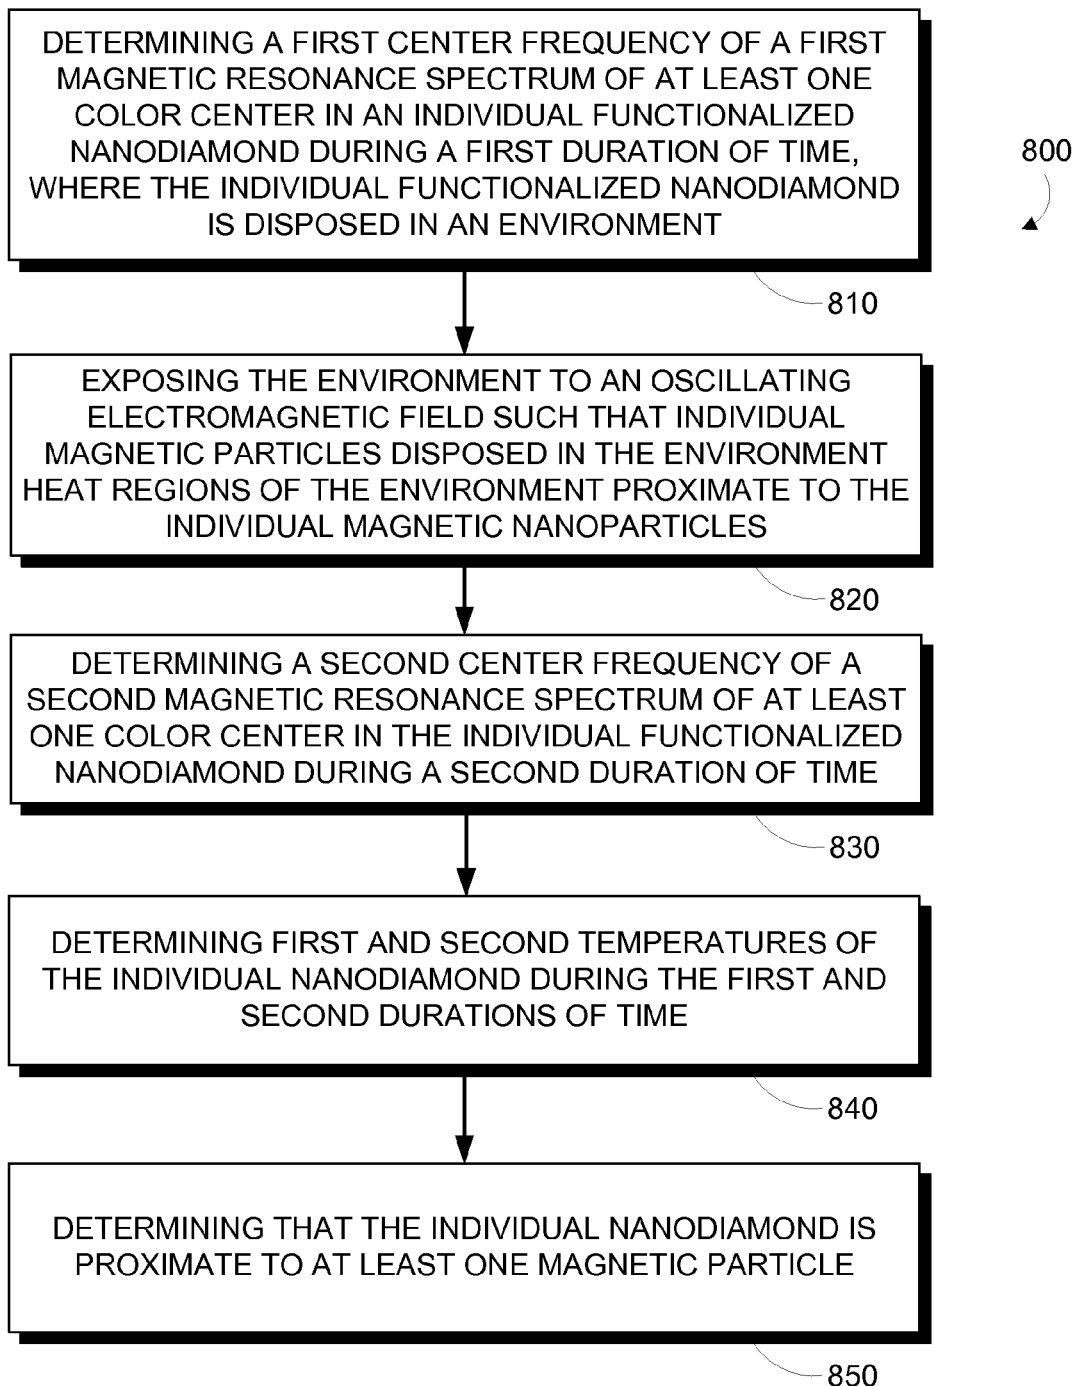 DETERMINING A FIRST CENTER FREQUENCY OF A FIRST
MAGNETIC RESONANCE SPECTRUM OF AT LEAST ONE
COLOR CENTER IN AN INDIVIDUAL FUNCTIONALIZED
NANODIAMOND DURING A FIRST DURATION OF TIME,
WHERE THE INDIVIDUAL FUNCTIONALIZED NANODIAMOND
IS DISPOSED IN AN ENVIRONMENT
800
810
EXPOSING THE ENVIRONMENT TO AN OSCILLATING
ELECTROMAGNETIC FIELD SUCH THAT INDIVIDUAL
MAGNETIC PARTICLES DISPOSED IN THE ENVIRONMENT
HEAT REGIONS OF THE ENVIRONMENT PROXIMATE TO THE
INDIVIDUAL MAGNETIC NANOPARTICLES
820
DETERMINING A SECOND CENTER FREQUENCY OF A
SECOND MAGNETIC RESONANCE SPECTRUM OF AT LEAST
ONE COLOR CENTER IN THE INDIVIDUAL FUNCTIONALIZED
NANODIAMOND DURING A SECOND DURATION OF TIME
830
DETERMINING FIRST AND SECOND TEMPERATURES OF
THE INDIVIDUAL NANODIAMOND DURING THE FIRST AND
SECOND DURATIONS OF TIME
840
DETERMINING THAT THE INDIVIDUAL NANODIAMOND IS
PROXIMATE TO AT LEAST ONE MAGNETIC PARTICLE
850